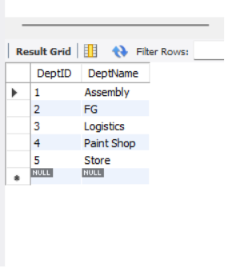 Result Grid Filter Rows:
DeptID DeptName
1 Assembly
2 FG
3 Logistics
4 Paint Shop
5 Store
NULL NULL